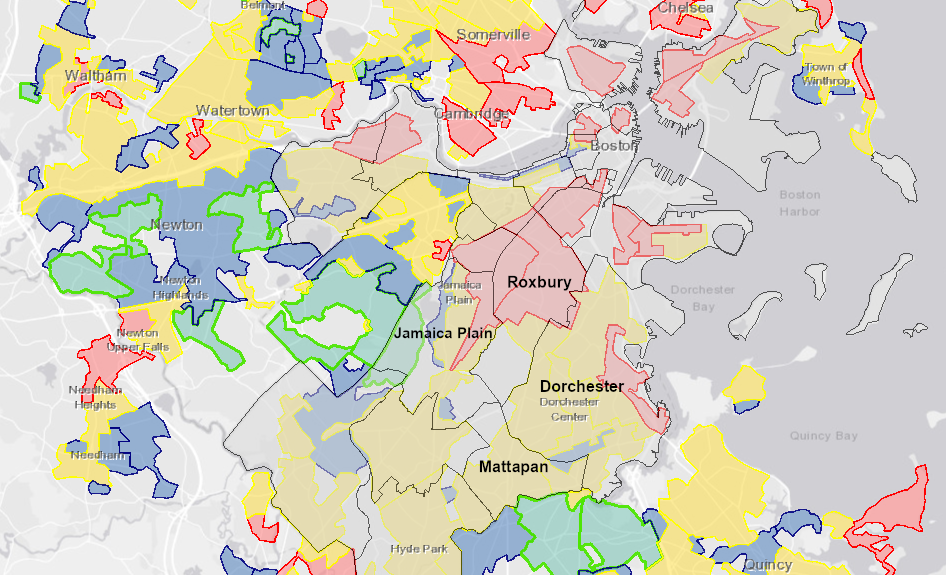 Belmont
Chelsea
Somerville
Waltham
Town of
Winthrop
Watertown
Cambridge
Boston
Boston
Harbor
Newton
Newton
Highlands
Jamaica
Plain
Roxbury
Dorchester
Bay
Newton
Upper Falls
Jamaica Plain
Needham
Heights
Dorchester
Dorchester
Center
Quincy Bay
Needham
Mattapan
Hyde Park
Quincy